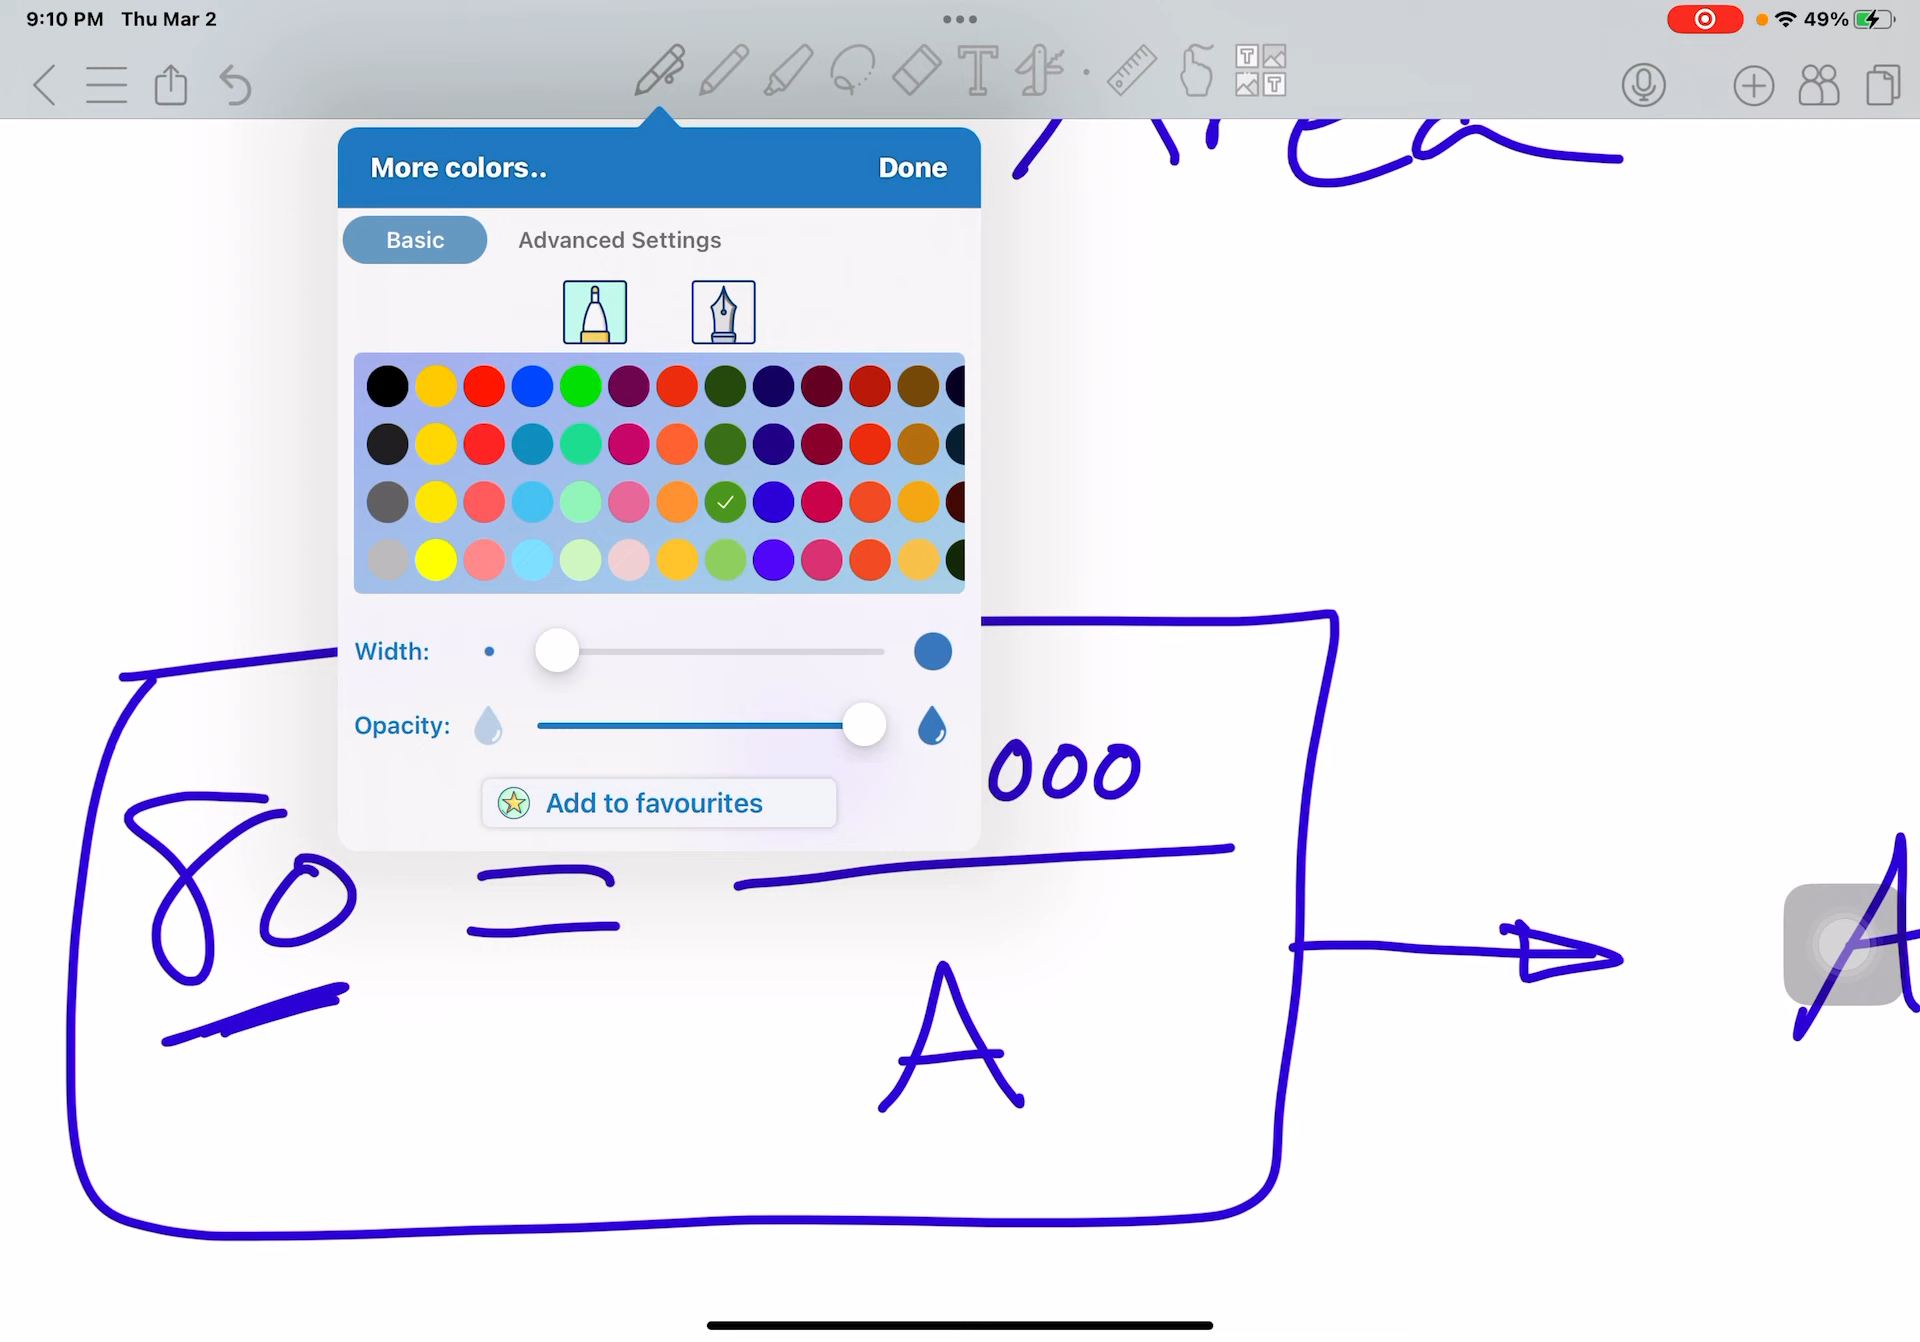 9:10 PM Thu Mar 2
49%
Area
More colors..
Done
Basic
Advanced Settings
Width:
Opacity:
Add to favourites
000
80 =
A
A